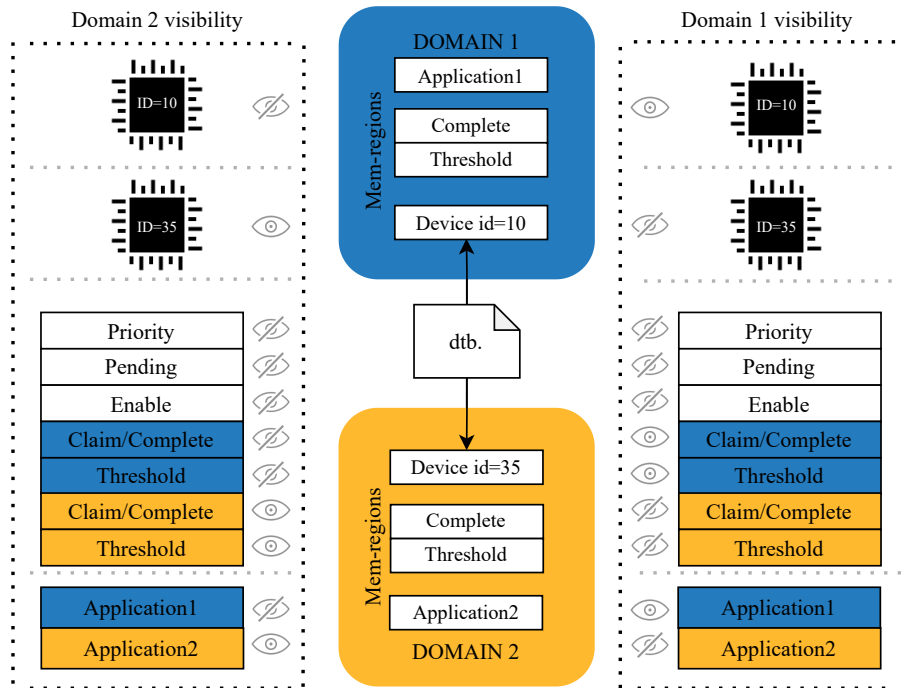 Domain 2 visibility
ID=10
ID=35
Priority
Pending
Enable
Claim/Complete
Threshold
Claim/Complete
Threshold
Application1
Application2
DOMAIN 1
Mem-regions
Application1
Complete
Threshold
Device id=10
dtb.
Device id=35
Mem-regions
Complete
Threshold
Application2
DOMAIN 2
Domain 1 visibility
ID=10
ID=35
Priority
Pending
Enable
Claim/Complete
Threshold
Claim/Complete
Threshold
Application1
Application2